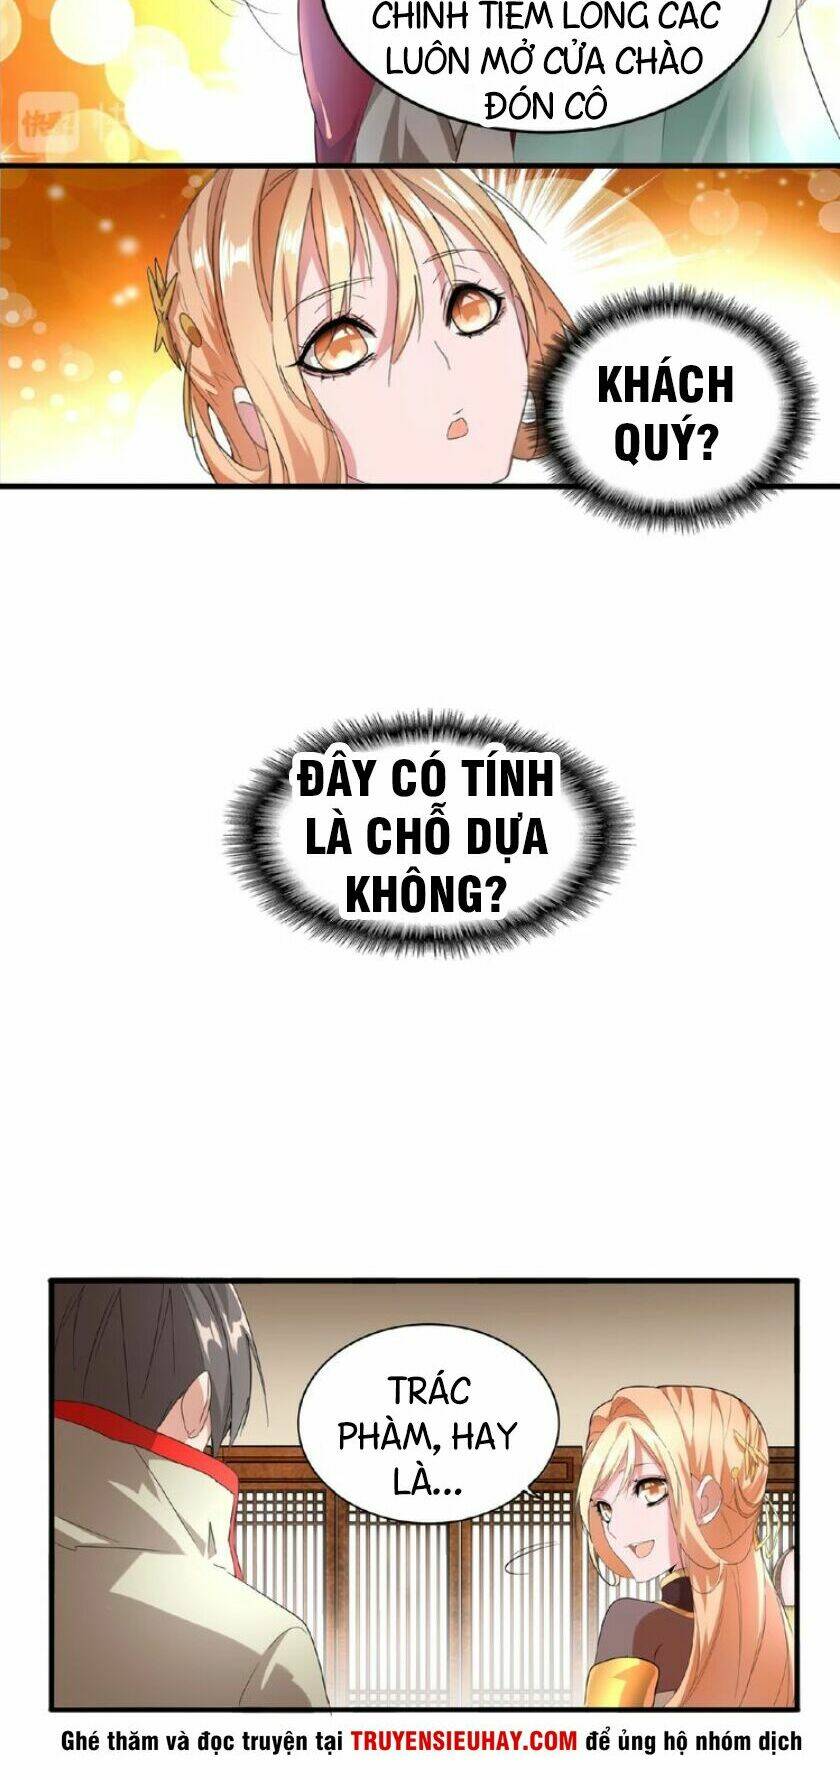 CHỈNH TIỀM LONG CÁC
LUÔN MỞ CỬA CHÀO
ĐÓN CÔ
KHÁCH
QUÝ?
ĐÂY CÓ TÍNH
LÀ CHỖ DỰA
KHÔNG?
TRÁC
PHÀM, HAY
LÀ...
Ghé thăm và đọc truyện tại TRUYENSIEUHAY.COM để ủng hộ nhóm dịch